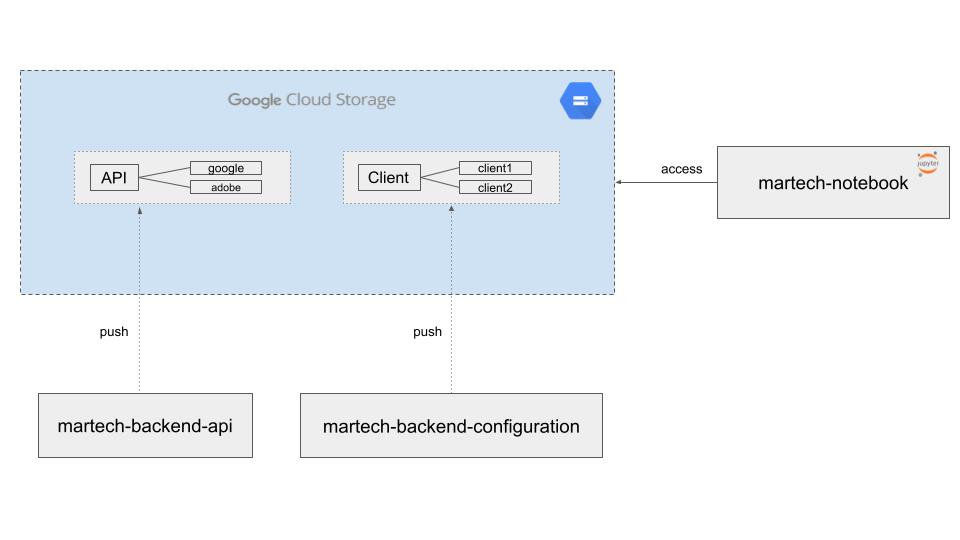 Google Cloud Storage
API
google
adobe
Client
client1
client2
access
martech-notebook
jupyter
push
push
martech-backend-api
martech-backend-configuration